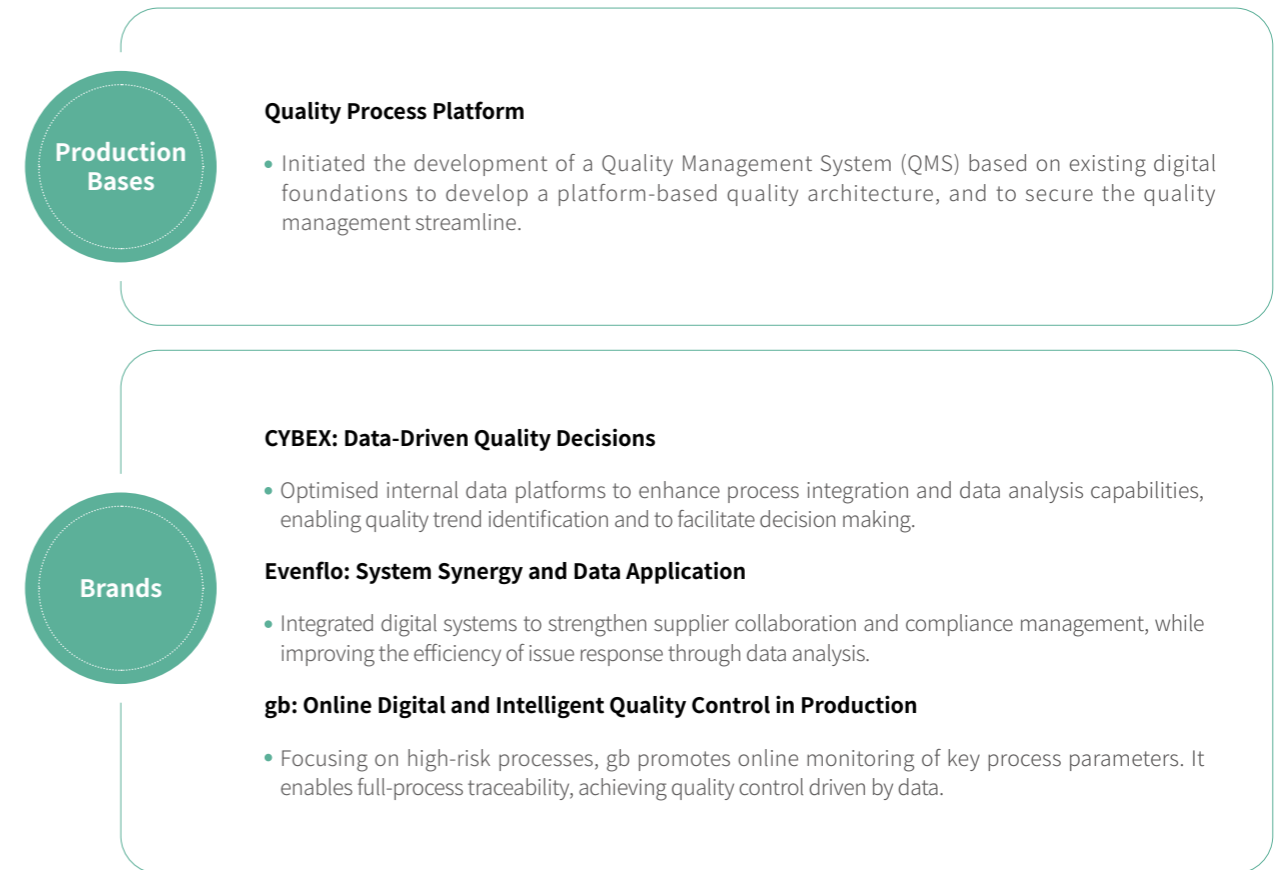 Production
Bases
Quality Process Platform
• Initiated the development of a Quality Management System (QMS) based on existing digital
foundations to develop a platform-based quality architecture, and to secure the quality
management streamline.
Brands
CYBEX: Data-Driven Quality Decisions
• Optimised internal data platforms to enhance process integration and data analysis capabilities,
enabling quality trend identification and to facilitate decision making.
Evenflo: System Synergy and Data Application
• Integrated digital systems to strengthen supplier collaboration and compliance management, while
improving the efficiency of issue response through data analysis.
gb: Online Digital and Intelligent Quality Control in Production
• Focusing on high-risk processes, gb promotes online monitoring of key process parameters. It
enables full-process traceability, achieving quality control driven by data.